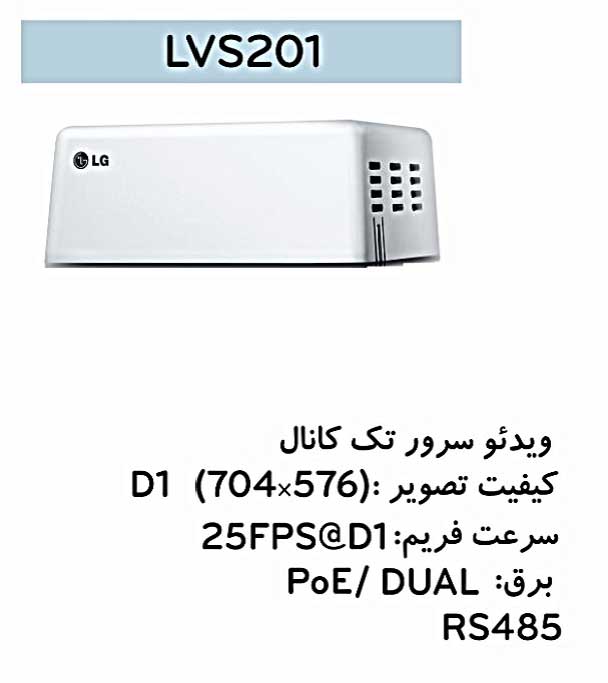 LVS201
LG
ویدئو سرور تک کانال
کیفیت تصویر :(704×576) D1
سرعت فریم:25FPS@D1
برق: PoE/ DUAL
RS485